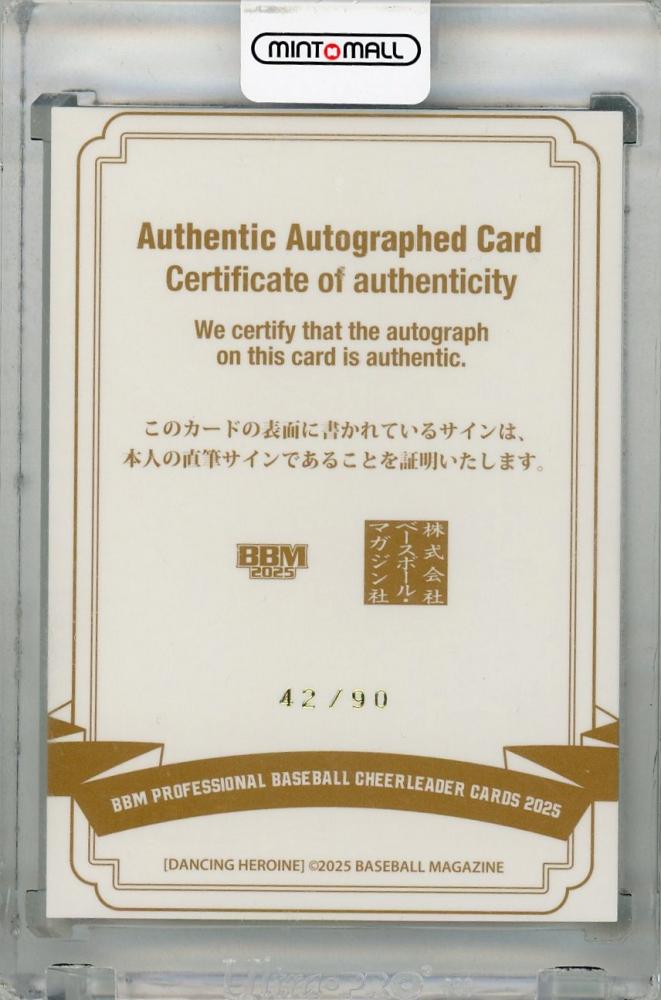 MINT MALL
Authentic Autographed Card
Certificate of authenticity
We certify that the autograph
on this card is authentic.
このカードの表面に書かれているサインは、
本人の直筆サインであることを証明いたします。
BBM
2025
株式会社
ベースボール・
マガジン社
42/90
BBM PROFESSIONAL BASEBALL CHEERLEADER CARDS 2025
[DANCING HEROINE] ©2025 BASEBALL MAGAZINE
UltraPRO®